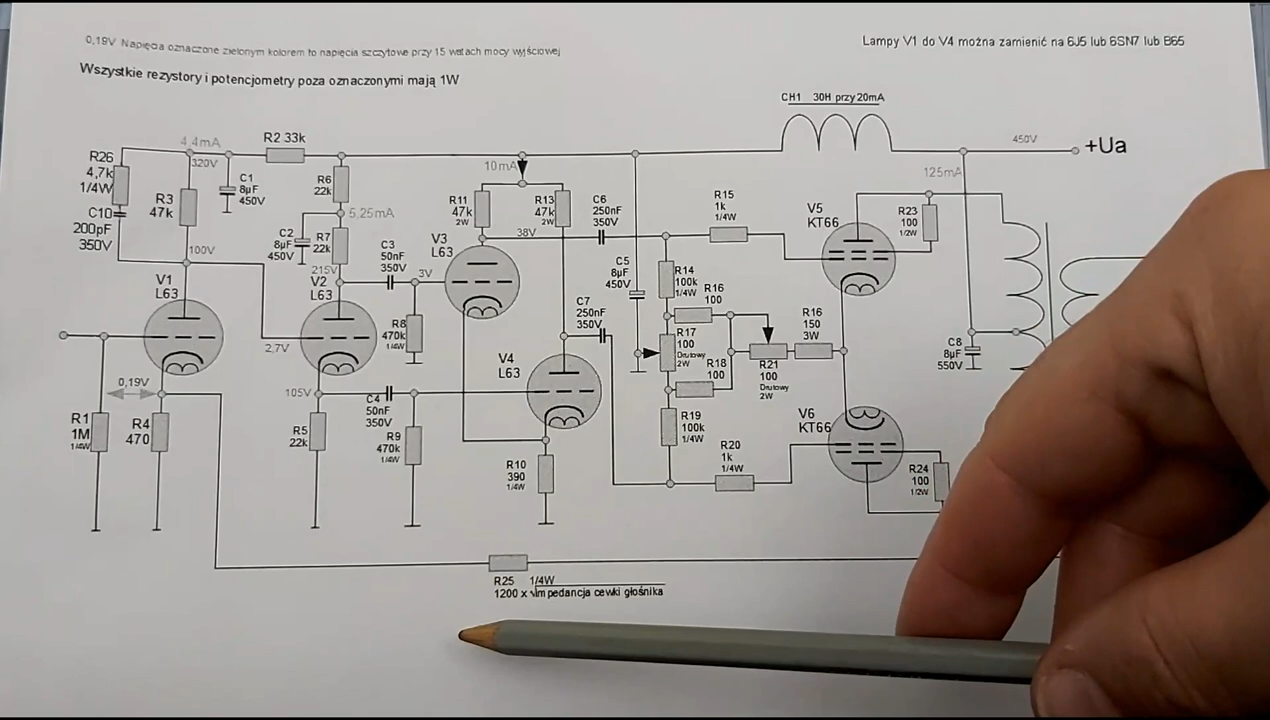 0,19V Napięcia oznaczone zielonym kolorem to napięcia szczytowe przy 15 watach mocy wyjściowej
Lampy V1 do V4 można zamienić na 6J5 lub 6SN7 lub B65
Wszystkie rezystory i potencjometry poza oznaczonymi mają 1W
CH1 30H przy 20mA
4,4mA
R2 33k
320V
450V
+Ua
R26
4,7k
1/4W
C10
200pF
350V
R3
47k
C1
8µF
450V
100V
R6
22k
5,25mA
C2
8µF
450V
R7
22k
215V
10mA
R11
47k
2W
R13
47k
2W
C6
250nF
350V
38V
R15
1k
1/4W
125mA
V5
KT66
R23
100
1/2W
V1
L63
V2
L63
C3
50nF
350V
3V
V3
L63
C5
8µF
450V
R14
100k
1/4W
R16
100
R16
150
3W
C7
250nF
350V
R8
470k
1/4W
2,7V
R17
100
Drutowy
2W
R18
100
R21
100
Drutowy
2W
C8
8µF
550V
V4
L63
0,19V
105V
C4
50nF
350V
V6
KT66
R1
1M
1/4W
R4
470
R5
22k
R9
470k
1/4W
R10
390
1/4W
R19
100k
1/4W
R20
1k
1/4W
R24
100
1/2W
R25 1/4W
1200 x √impedancja cewki głośnika